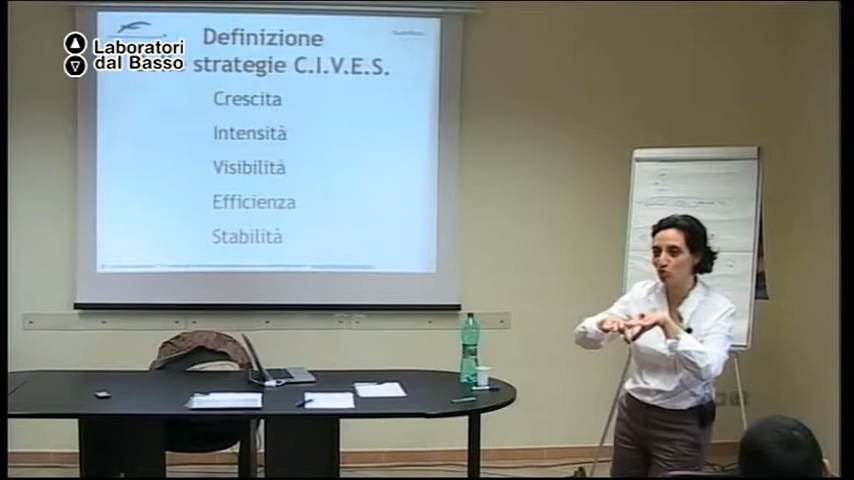 Laboratori
dal Basso
Definizione
strategie C.I.V.E.S.
Crescita
Intensità
Visibilità
Efficienza
Stabilità